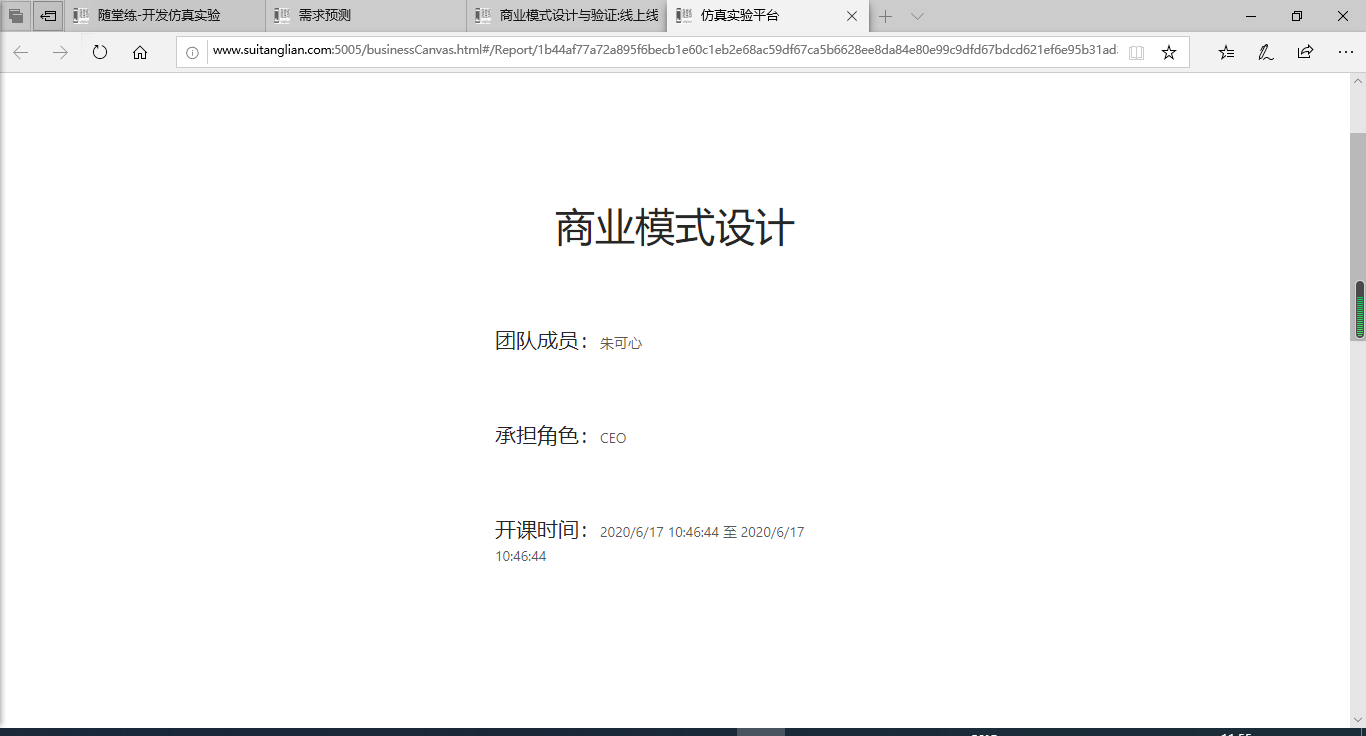 随堂练-开发仿真实验
需求预测
商业模式设计与验证:线上线
仿真实验平台
www.suitanglian.com:5005/businessCanvas.html#/Report/1b44af77a72a895f6becb1e60c1eb2e68ac59df67ca5b6628ee8da84e80e99c9dfd67bdcd621ef6e95b31ad
商业模式设计
团队成员：朱可心
承担角色：CEO
开课时间：2020/6/17 10:46:44 至 2020/6/17
10:46:44